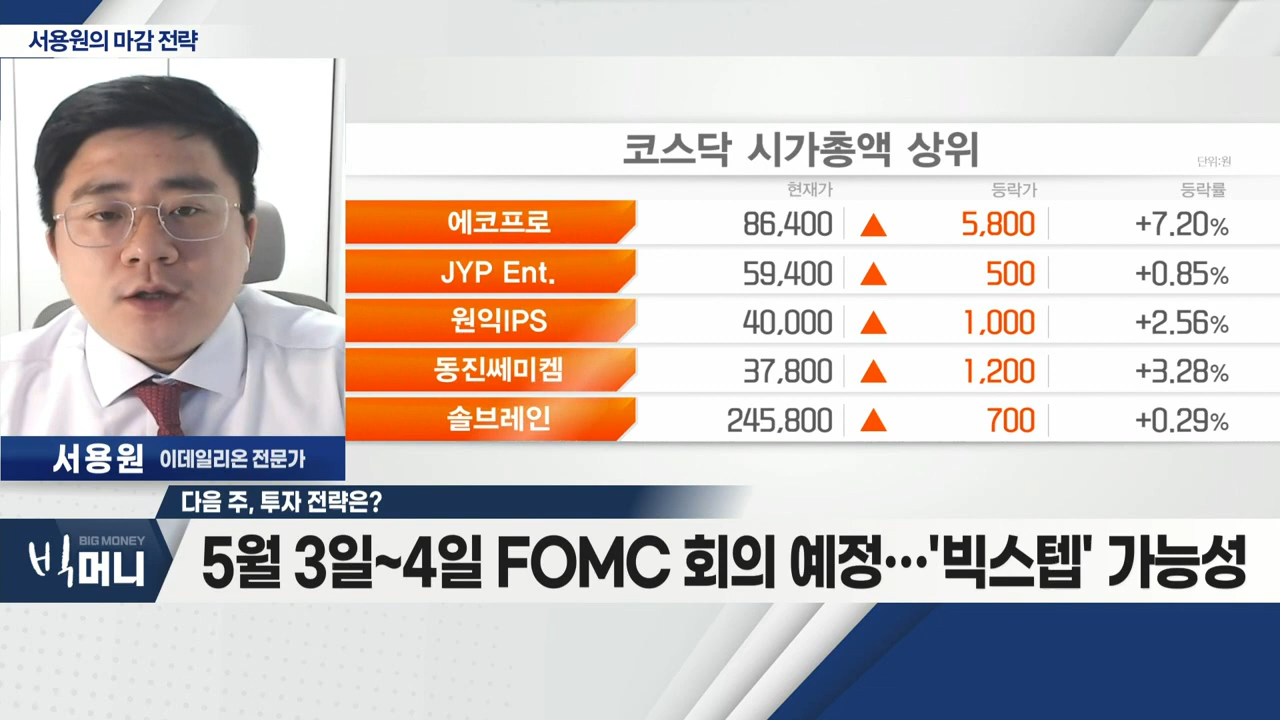 서용원의 마감 전략
코스닥 시가총액 상위
단위:원
현재가 등락가 등락률
에코프로 86,400 ▲ 5,800 +7.20%
JYP Ent. 59,400 ▲ 500 +0.85%
원익IPS 40,000 ▲ 1,000 +2.56%
동진쎄미켐 37,800 ▲ 1,200 +3.28%
솔브레인 245,800 ▲ 700 +0.29%
서용원 이데일리온 전문가
다음 주, 투자 전략은?
BIG MONEY
빅머니
5월 3일~4일 FOMC 회의 예정…'빅스텝' 가능성